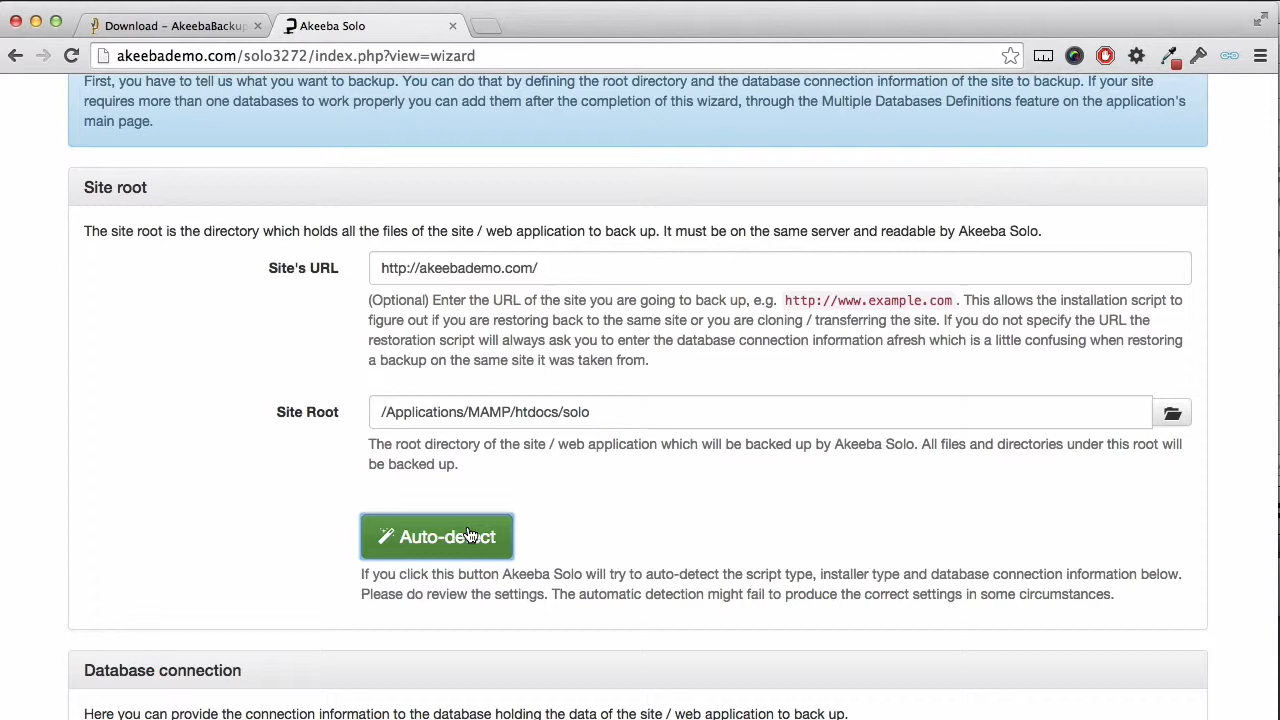 Download – AkeebaBackup
Akeeba Solo
akeebademo.com/solo3272/index.php?view=wizard
First, you have to tell us what you want to backup. You can do that by defining the root directory and the database connection information of the site to backup. If your site
requires more than one databases to work properly you can add them after the completion of this wizard, through the Multiple Databases Definitions feature on the application's
main page.
Site root
The site root is the directory which holds all the files of the site / web application to back up. It must be on the same server and readable by Akeeba Solo.
Site's URL
http://akeebademo.com/
(Optional) Enter the URL of the site you are going to back up, e.g. http://www.example.com . This allows the installation script to
figure out if you are restoring back to the same site or you are cloning / transferring the site. If you do not specify the URL the
restoration script will always ask you to enter the database connection information afresh which is a little confusing when restoring
a backup on the same site it was taken from.
Site Root
/Applications/MAMP/htdocs/solo
The root directory of the site / web application which will be backed up by Akeeba Solo. All files and directories under this root will
be backed up.
Auto-detect
If you click this button Akeeba Solo will try to auto-detect the script type, installer type and database connection information below.
Please do review the settings. The automatic detection might fail to produce the correct settings in some circumstances.
Database connection
Here you can provide the connection information to the database holding the data of the site / web application to back up.